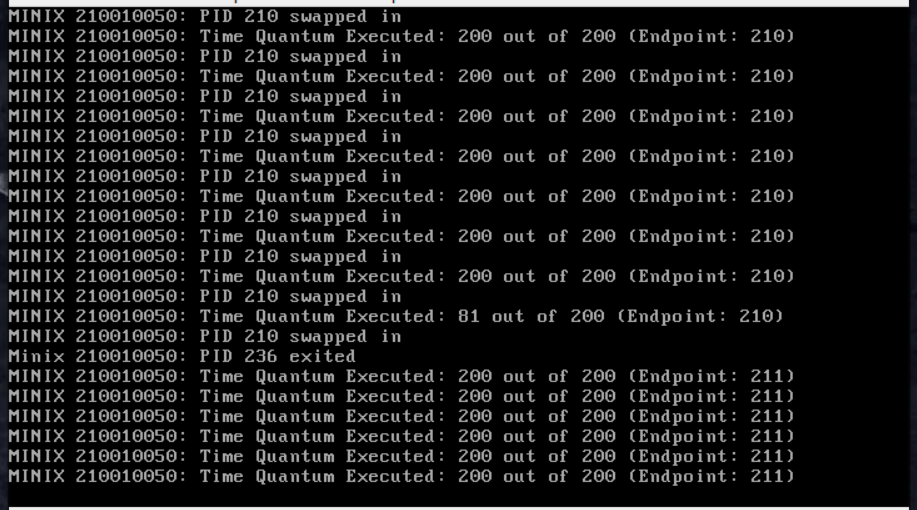 MINIX 210010050: PID 210 swapped in
MINIX 210010050: Time Quantum Executed: 200 out of 200 (Endpoint: 210)
MINIX 210010050: PID 210 swapped in
MINIX 210010050: Time Quantum Executed: 200 out of 200 (Endpoint: 210)
MINIX 210010050: PID 210 swapped in
MINIX 210010050: Time Quantum Executed: 200 out of 200 (Endpoint: 210)
MINIX 210010050: PID 210 swapped in
MINIX 210010050: Time Quantum Executed: 200 out of 200 (Endpoint: 210)
MINIX 210010050: PID 210 swapped in
MINIX 210010050: Time Quantum Executed: 200 out of 200 (Endpoint: 210)
MINIX 210010050: PID 210 swapped in
MINIX 210010050: Time Quantum Executed: 200 out of 200 (Endpoint: 210)
MINIX 210010050: PID 210 swapped in
MINIX 210010050: Time Quantum Executed: 200 out of 200 (Endpoint: 210)
MINIX 210010050: PID 210 swapped in
MINIX 210010050: Time Quantum Executed: 81 out of 200 (Endpoint: 210)
MINIX 210010050: PID 210 swapped in
Minix 210010050: PID 236 exited
MINIX 210010050: Time Quantum Executed: 200 out of 200 (Endpoint: 211)
MINIX 210010050: Time Quantum Executed: 200 out of 200 (Endpoint: 211)
MINIX 210010050: Time Quantum Executed: 200 out of 200 (Endpoint: 211)
MINIX 210010050: Time Quantum Executed: 200 out of 200 (Endpoint: 211)
MINIX 210010050: Time Quantum Executed: 200 out of 200 (Endpoint: 211)
MINIX 210010050: Time Quantum Executed: 200 out of 200 (Endpoint: 211)